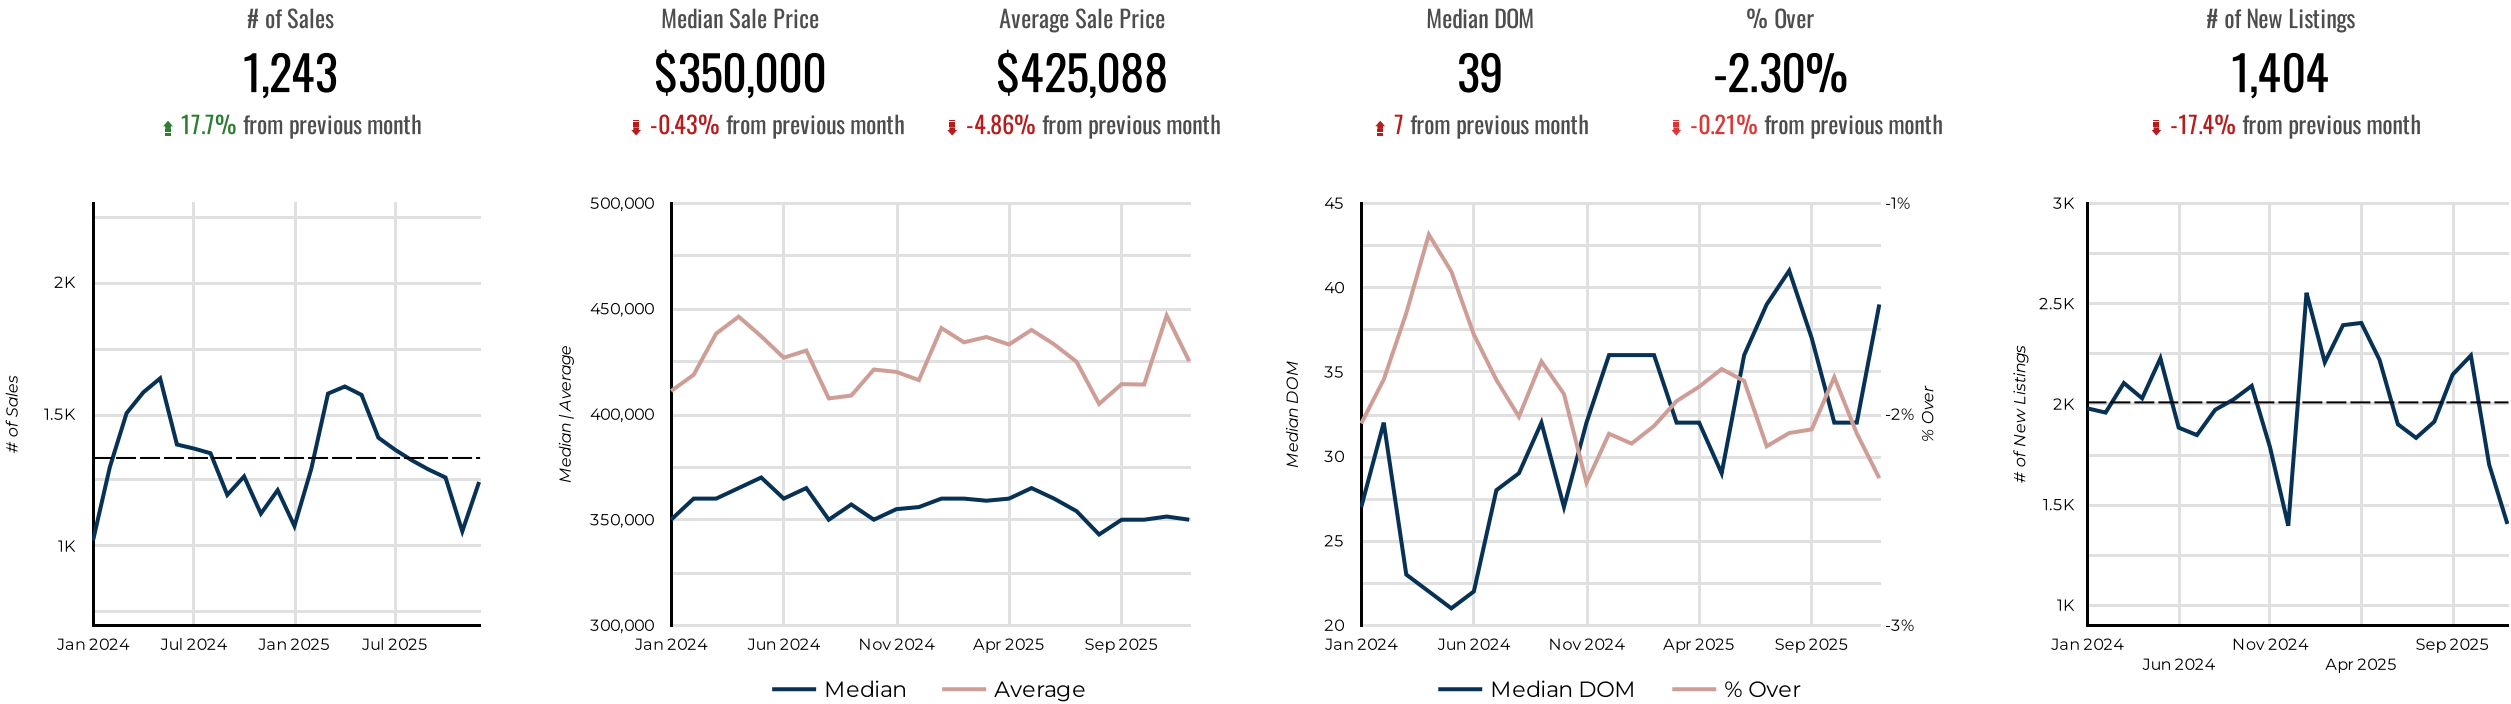 # of Sales
1,243
17.7% from previous month
Median Sale Price
$350,000
-0.43% from previous month
Average Sale Price
$425,088
-4.86% from previous month
Median DOM
39
7 from previous month
% Over
-2.30%
-0.21% from previous month
# of New Listings
1,404
-17.4% from previous month
# of Sales
2K
1.5K
1K
Jan 2024
Jul 2024
Jan 2025
Jul 2025
Median | Average
500,000
450,000
400,000
350,000
300,000
Jan 2024
Jun 2024
Nov 2024
Apr 2025
Sep 2025
Median
Average
Median DOM
45
40
35
30
25
20
-1%
-2%
-3%
% Over
Jan 2024
Jun 2024
Nov 2024
Apr 2025
Sep 2025
Median DOM
% Over
# of New Listings
3K
2.5K
2K
1.5K
1K
Jan 2024
Jun 2024
Nov 2024
Apr 2025
Sep 2025